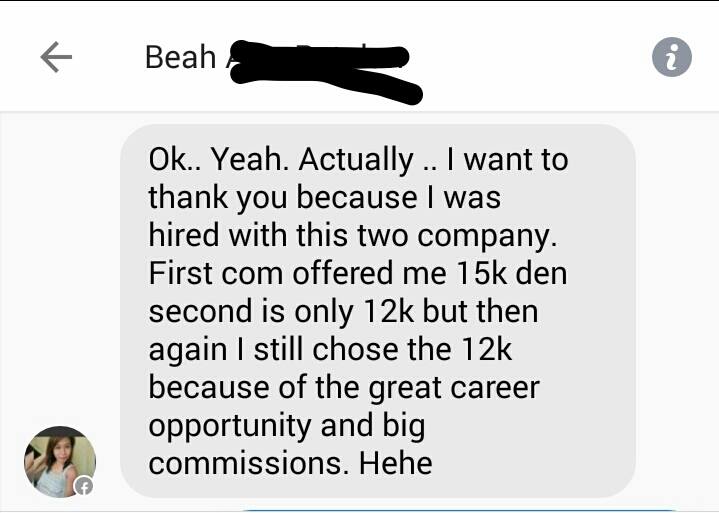 Beah
Ok.. Yeah. Actually .. I want to
thank you because I was
hired with this two company.
First com offered me 15k den
second is only 12k but then
again I still chose the 12k
because of the great career
opportunity and big
commissions. Hehe